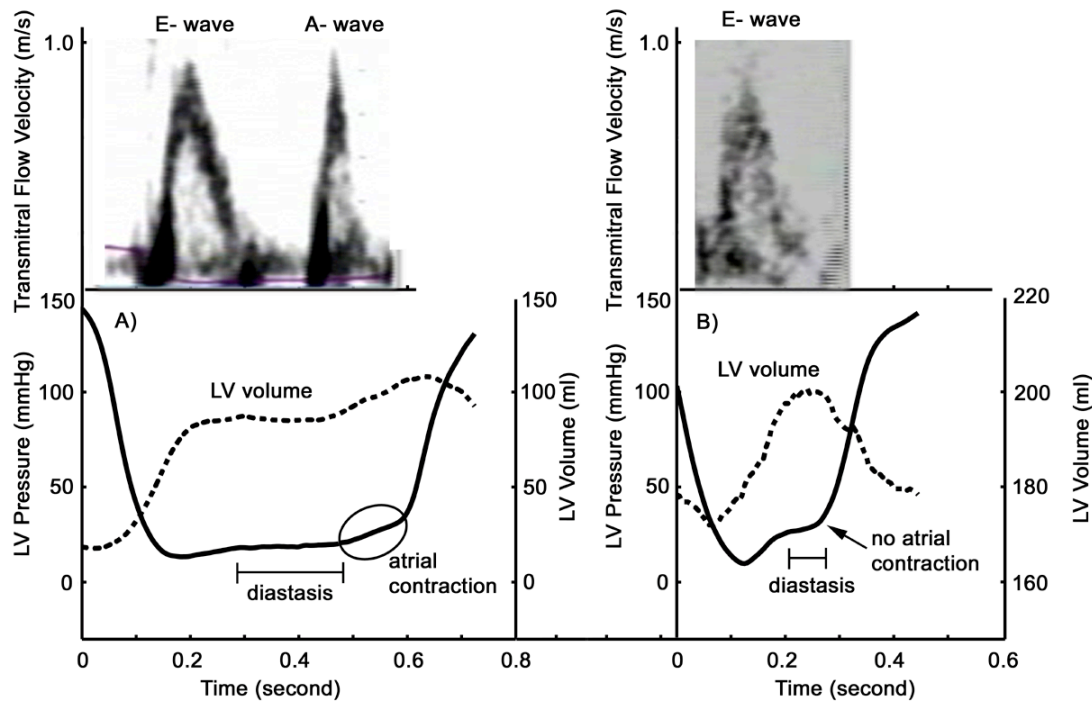 E- wave
A- wave
Transmitral Flow Velocity (m/s)
1.0
LV Pressure (mmHg)
150
100
50
0
A)
LV volume
atrial
contraction
diastasis
150
100
50
0
LV Volume (ml)
0
0.2
0.4
0.6
0.8
Time (second)
E- wave
Transmitral Flow Velocity (m/s)
1.0
LV Pressure (mmHg)
150
100
50
0
B)
LV volume
no atrial
contraction
diastasis
220
200
180
160
LV Volume (ml)
0
0.2
0.4
0.6
Time (second)